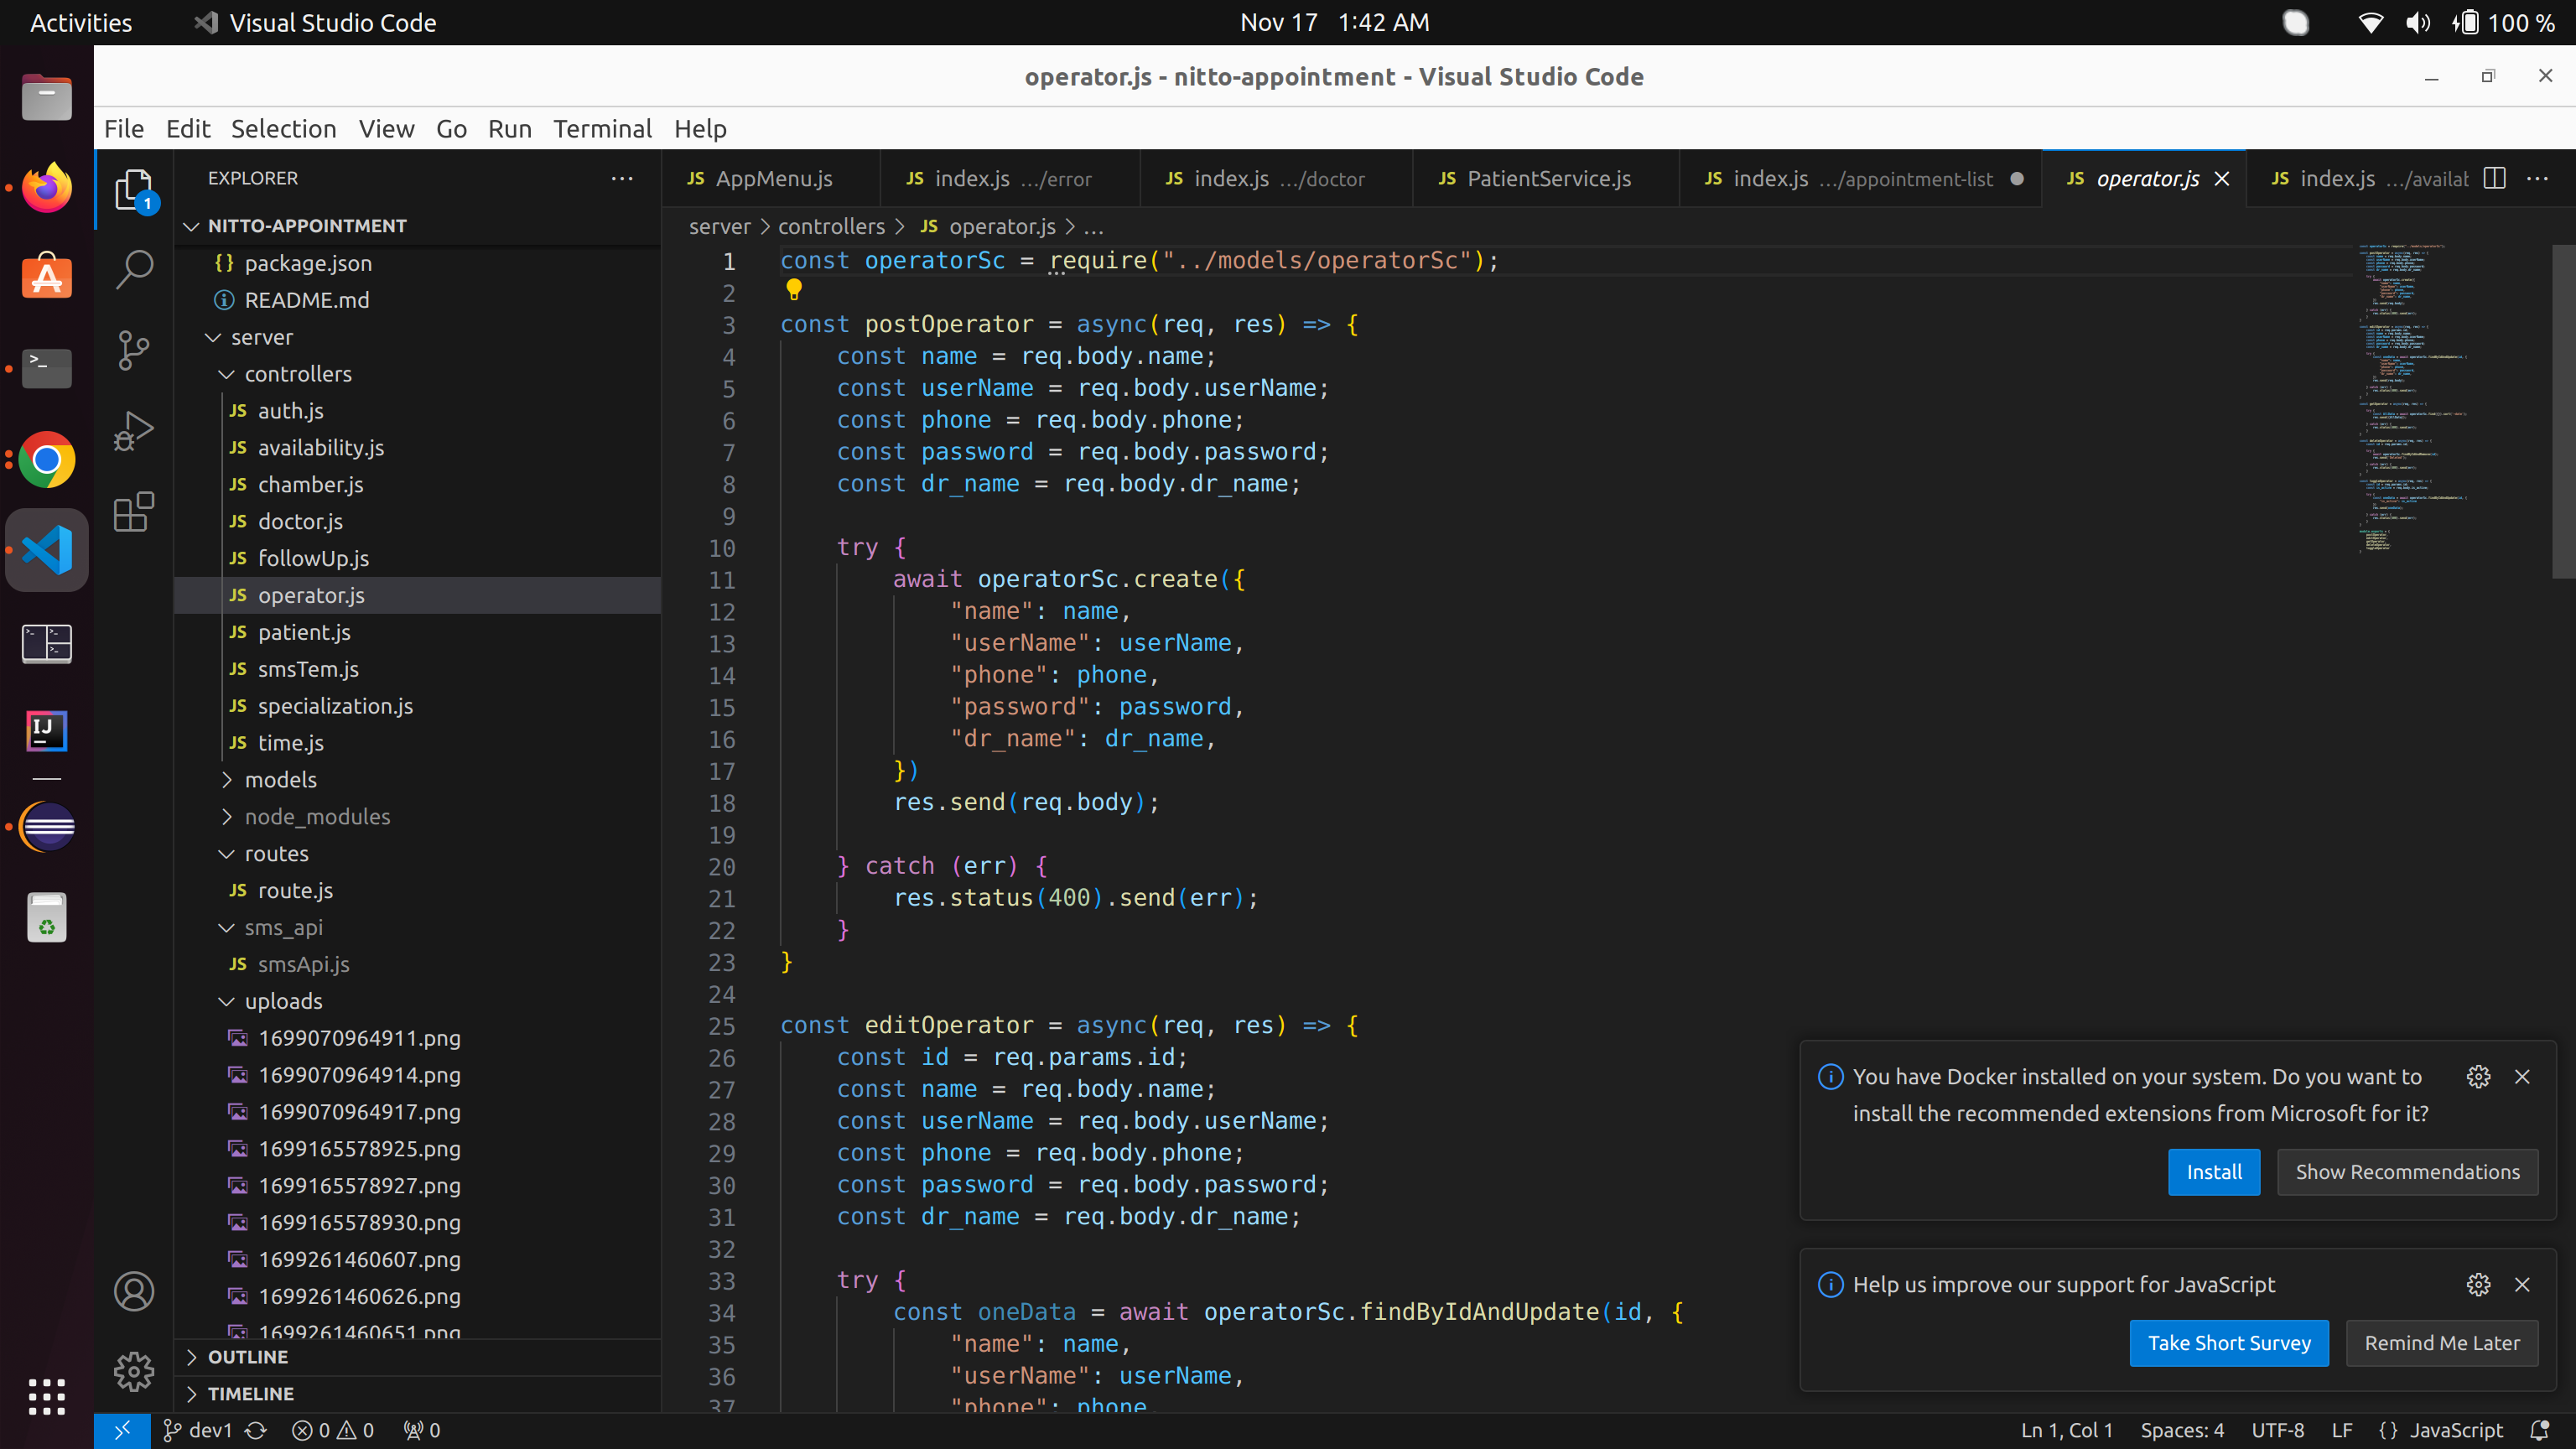 Activities Visual Studio Code Nov 17 1:42 AM 100 %
operator.js - nitto-appointment - Visual Studio Code
File Edit Selection View Go Run Terminal Help
EXPLORER
1
NITTO-APPOINTMENT
{} package.json
README.md
server
controllers
JS auth.js
JS availability.js
JS chamber.js
JS doctor.js
JS followUp.js
JS operator.js
JS patient.js
JS smsTem.js
JS specialization.js
JS time.js
models
node_modules
routes
JS route.js
sms_api
JS smsApi.js
uploads
1699070964911.png
1699070964914.png
1699070964917.png
1699165578925.png
1699165578927.png
1699165578930.png
1699261460607.png
1699261460626.png
1699261460651.png
OUTLINE
TIMELINE
JS AppMenu.js JS index.js .../error JS index.js .../doctor JS PatientService.js JS index.js .../appointment-list JS operator.js JS index.js .../availab
server > controllers > JS operator.js > ...
1 const operatorSc = require("../models/operatorSc");
2
3 const postOperator = async(req, res) => {
4 const name = req.body.name;
5 const userName = req.body.userName;
6 const phone = req.body.phone;
7 const password = req.body.password;
8 const dr_name = req.body.dr_name;
9
10 try {
11 await operatorSc.create({
12 "name": name,
13 "userName": userName,
14 "phone": phone,
15 "password": password,
16 "dr_name": dr_name,
17 })
18 res.send(req.body);
19
20 } catch (err) {
21 res.status(400).send(err);
22 }
23 }
24
25 const editOperator = async(req, res) => {
26 const id = req.params.id;
27 const name = req.body.name;
28 const userName = req.body.userName;
29 const phone = req.body.phone;
30 const password = req.body.password;
31 const dr_name = req.body.dr_name;
32
33 try {
34 const oneData = await operatorSc.findByIdAndUpdate(id, {
35 "name": name,
36 "userName": userName,
37 "phone": phone,
You have Docker installed on your system. Do you want to
install the recommended extensions from Microsoft for it?
Install Show Recommendations
Help us improve our support for JavaScript
Take Short Survey Remind Me Later
dev1 0 0 0 Ln 1, Col 1 Spaces: 4 UTF-8 LF {} JavaScript